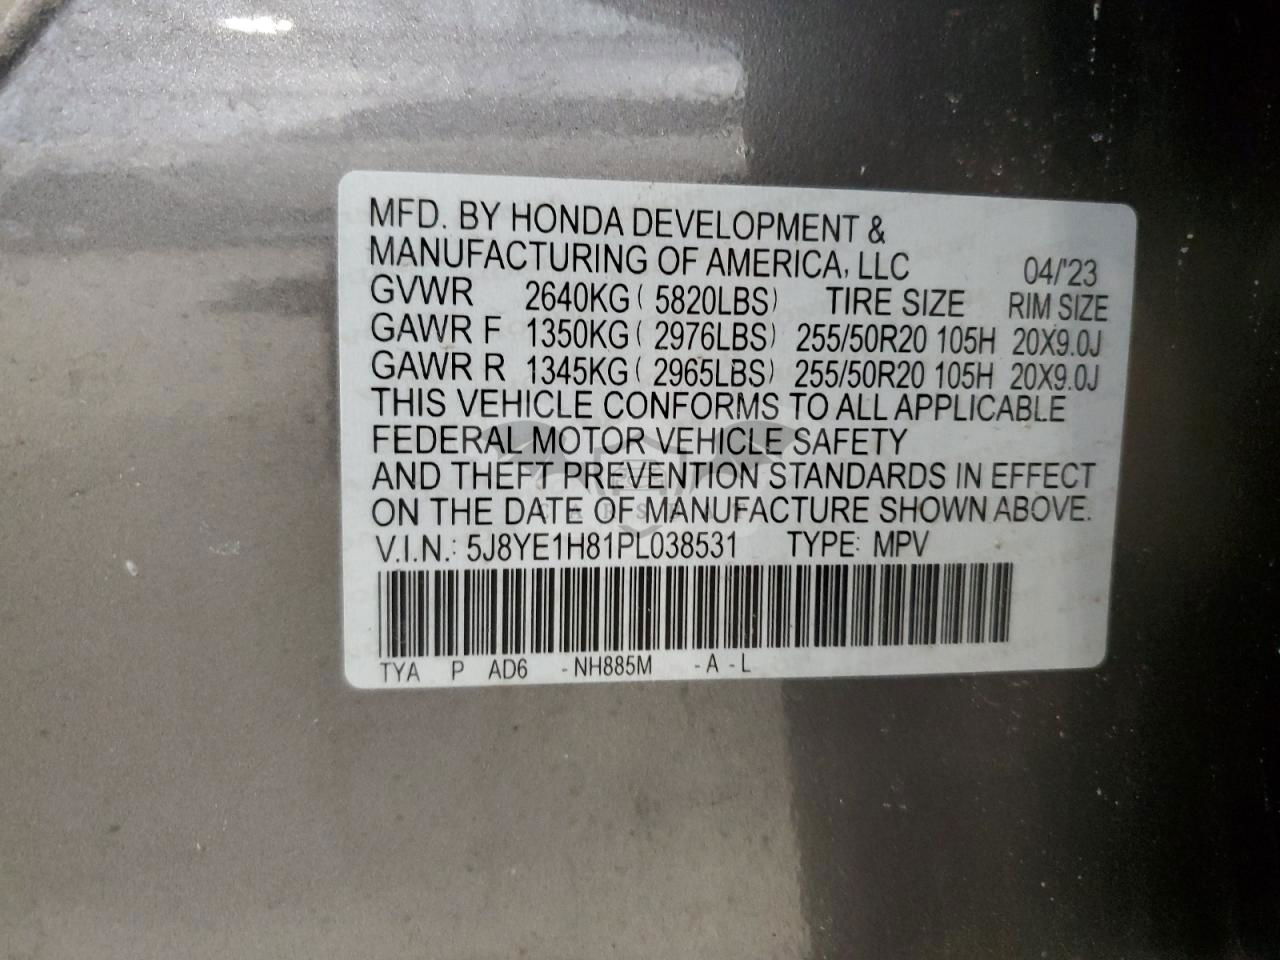 MFD. BY HONDA DEVELOPMENT &
MANUFACTURING OF AMERICA, LLC 04/'23
GVWR 2640KG ( 5820LBS) TIRE SIZE RIM SIZE
GAWR F 1350KG ( 2976LBS) 255/50R20 105H 20X9.0J
GAWR R 1345KG ( 2965LBS) 255/50R20 105H 20X9.0J
THIS VEHICLE CONFORMS TO ALL APPLICABLE
FEDERAL MOTOR VEHICLE SAFETY
AND THEFT PREVENTION STANDARDS IN EFFECT
ON THE DATE OF MANUFACTURE SHOWN ABOVE.
V.I.N.: 5J8YE1H81PL038531 TYPE: MPV
TYA P AD6 -NH885M -A -L